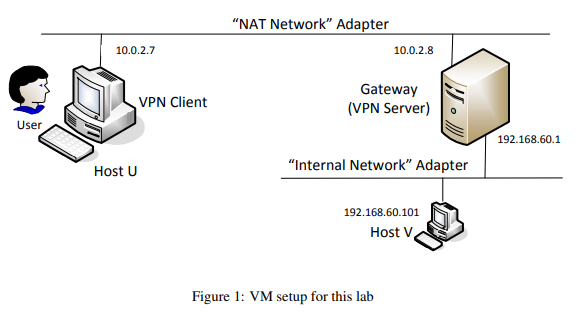 “NAT Network” Adapter
10.0.2.7
10.0.2.8
VPN Client
Gateway
(VPN Server)
User
Host U
192.168.60.1
“Internal Network” Adapter
192.168.60.101
Host V
Figure 1: VM setup for this lab